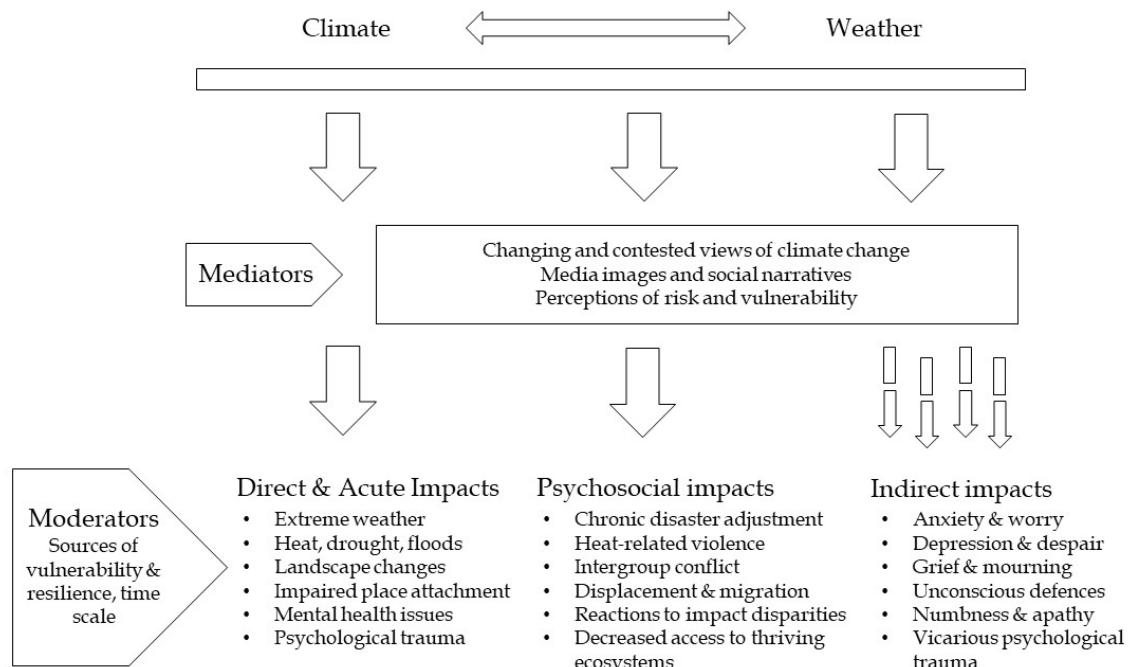 Climate
Weather
Mediators
Changing and contested views of climate change
Media images and social narratives
Perceptions of risk and vulnerability
Moderators
Sources of
vulnerability &
resilience, time
scale
Direct & Acute Impacts
• Extreme weather
• Heat, drought, floods
• Landscape changes
• Impaired place attachment
• Mental health issues
• Psychological trauma
Psychosocial impacts
• Chronic disaster adjustment
• Heat-related violence
• Intergroup conflict
• Displacement & migration
• Reactions to impact disparities
• Decreased access to thriving
ecosystems
Indirect impacts
• Anxiety & worry
• Depression & despair
• Grief & mourning
• Unconscious defences
• Numbness & apathy
• Vicarious psychological
trauma